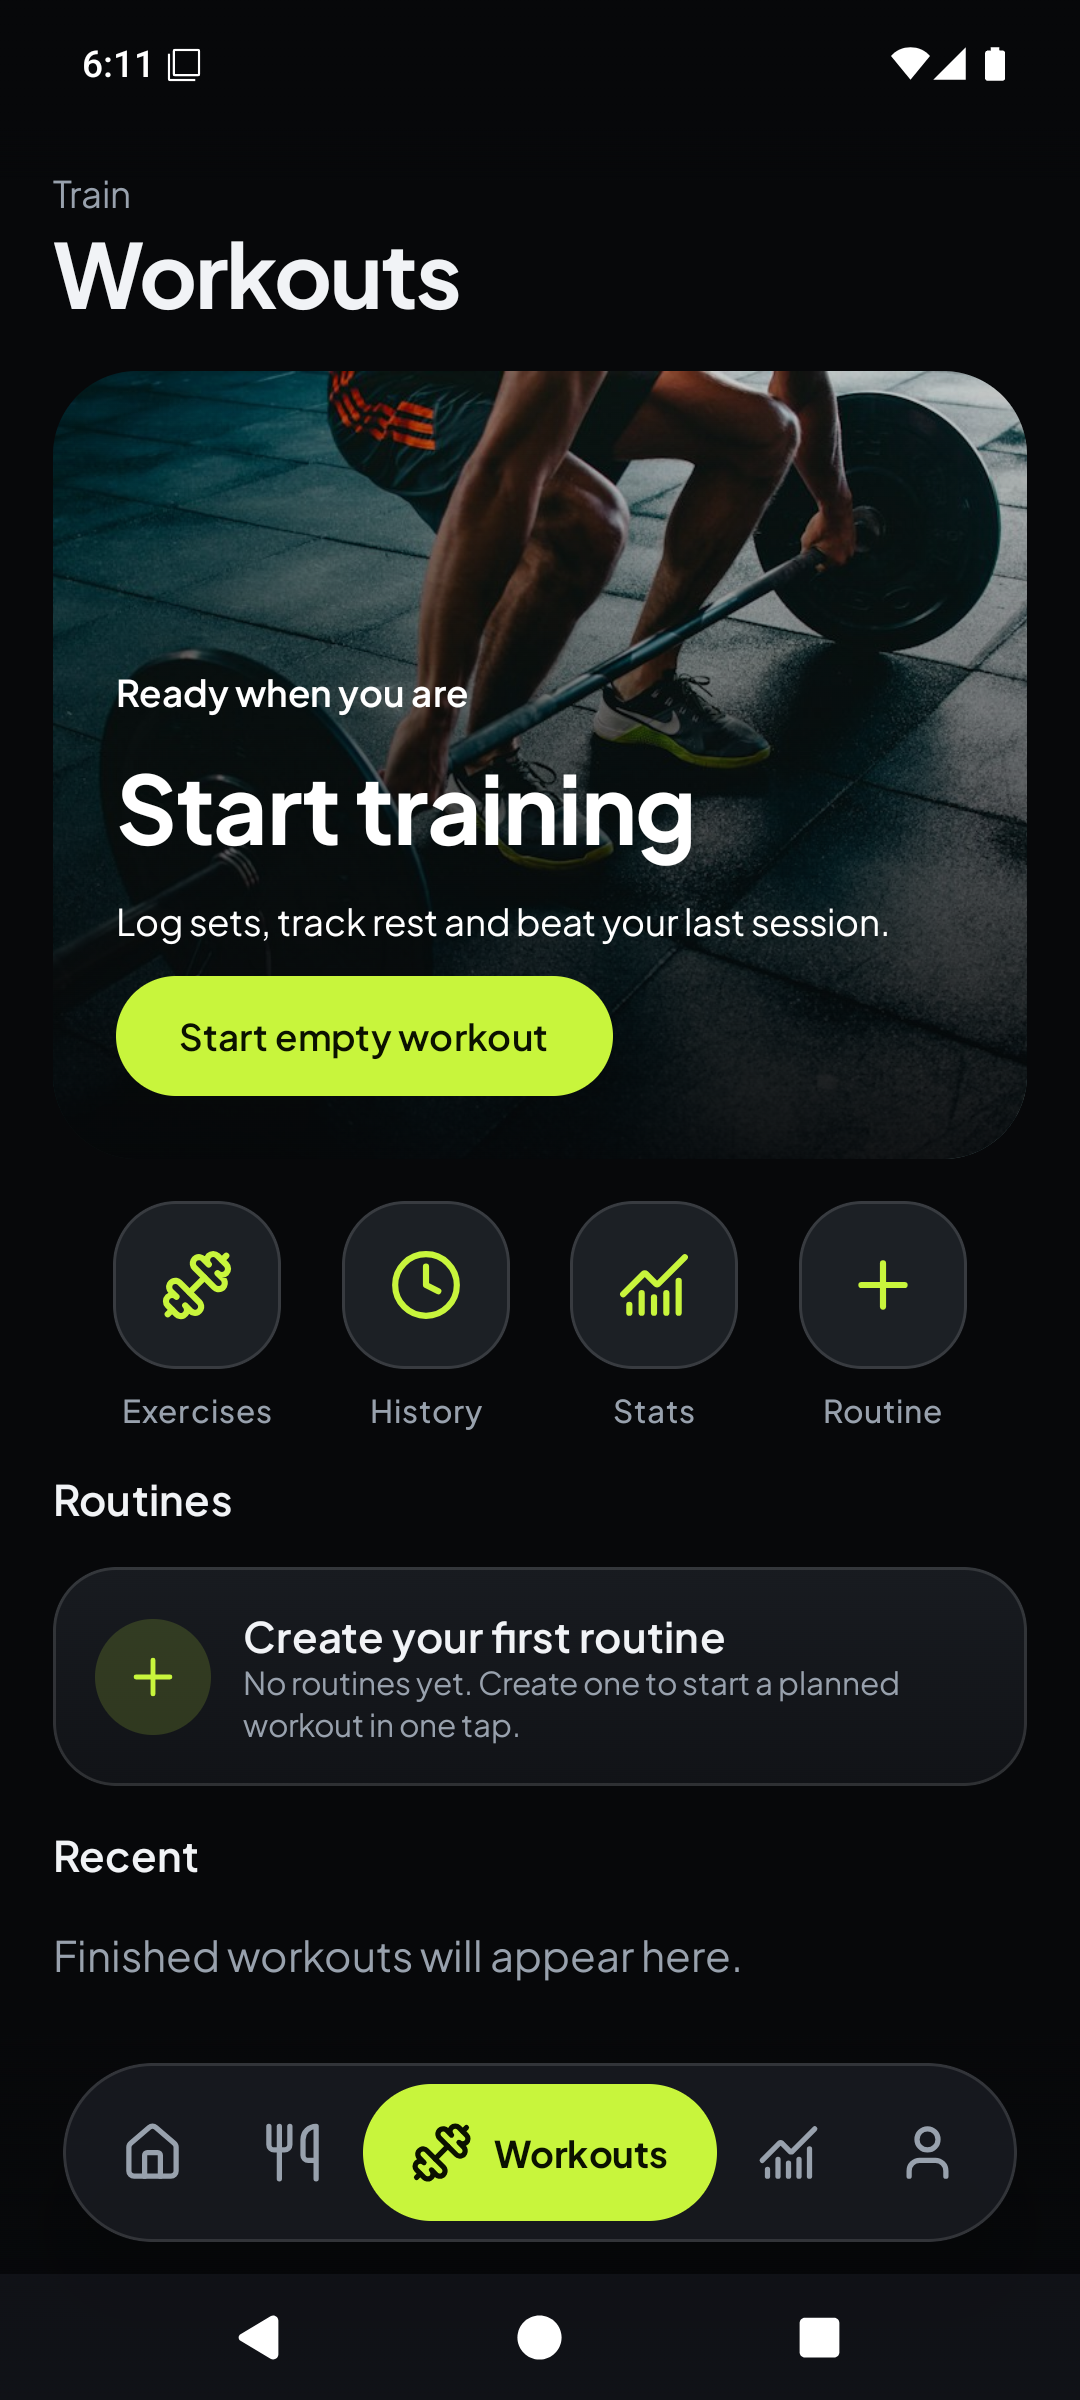 6:11
Train
Workouts
Ready when you are
Start training
Log sets, track rest and beat your last session.
Start empty workout
Exercises
History
Stats
Routine
Routines
Create your first routine
No routines yet. Create one to start a planned
workout in one tap.
Recent
Finished workouts will appear here.
Workouts